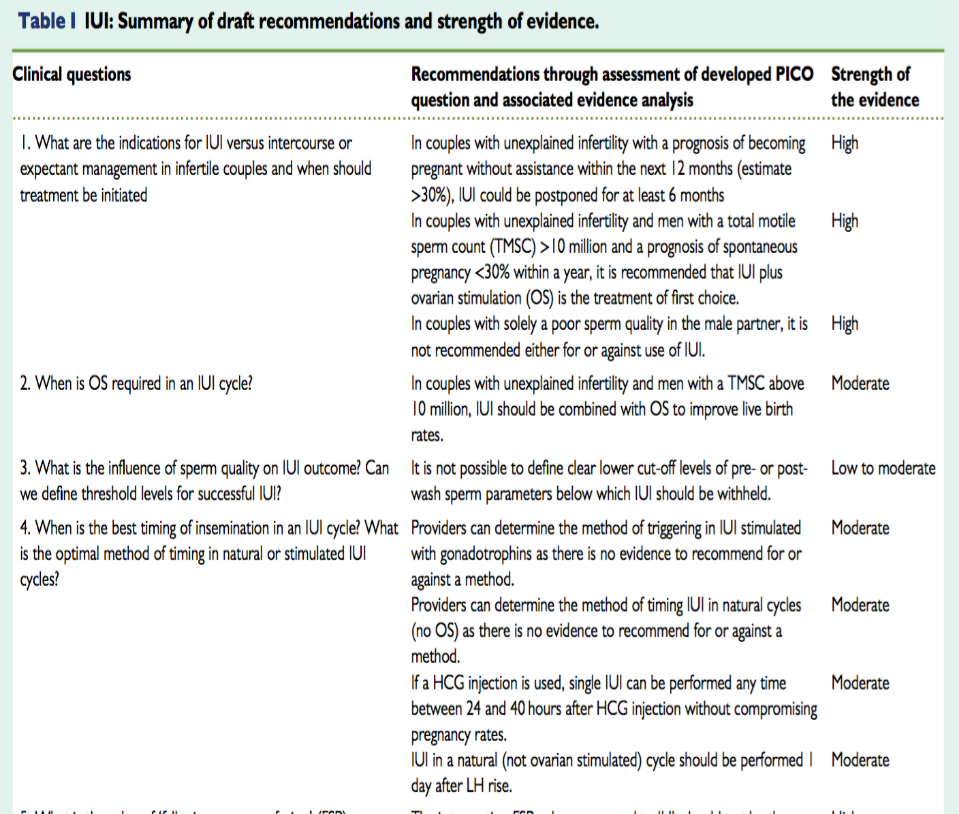 Table I IUI: Summary of draft recommendations and strength of evidence.
Clinical questions
Recommendations through assessment of developed PICO
question and associated evidence analysis
Strength of
the evidence
1. What are the indications for IUI versus intercourse or
expectant management in infertile couples and when should
treatment be initiated
In couples with unexplained infertility with a prognosis of becoming
pregnant without assistance within the next 12 months (estimate
>30%), IUI could be postponed for at least 6 months
High
In couples with unexplained infertility and men with a total motile
sperm count (TMSC) >10 million and a prognosis of spontaneous
pregnancy <30% within a year, it is recommended that IUI plus
ovarian stimulation (OS) is the treatment of first choice.
High
In couples with solely a poor sperm quality in the male partner, it is
not recommended either for or against use of IUI.
High
2. When is OS required in an IUI cycle?
In couples with unexplained infertility and men with a TMSC above
10 million, IUI should be combined with OS to improve live birth
rates.
Moderate
3. What is the influence of sperm quality on IUI outcome? Can
we define threshold levels for successful IUI?
It is not possible to define clear lower cut-off levels of pre- or post-
wash sperm parameters below which IUI should be withheld.
Low to moderate
4. When is the best timing of insemination in an IUI cycle? What
is the optimal method of timing in natural or stimulated IUI
cycles?
Providers can determine the method of triggering in IUI stimulated
with gonadotrophins as there is no evidence to recommend for or
against a method.
Moderate
Providers can determine the method of timing IUI in natural cycles
(no OS) as there is no evidence to recommend for or against a
method.
Moderate
If a HCG injection is used, single IUI can be performed any time
between 24 and 40 hours after HCG injection without compromising
pregnancy rates.
Moderate
IUI in a natural (not ovarian stimulated) cycle should be performed 1
day after LH rise.
Moderate